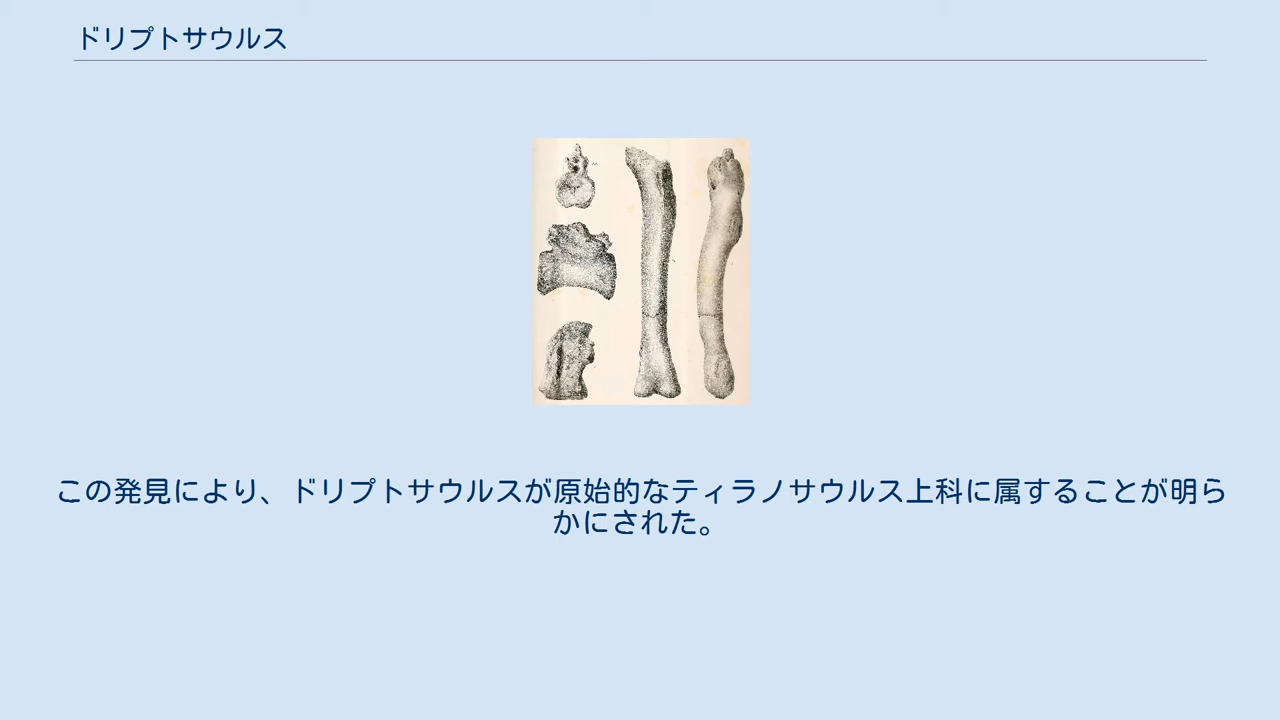 ドリプトサウルス
この発見により、ドリプトサウルスが原始的なティラノサウルス上科に属することが明ら
かにされた。